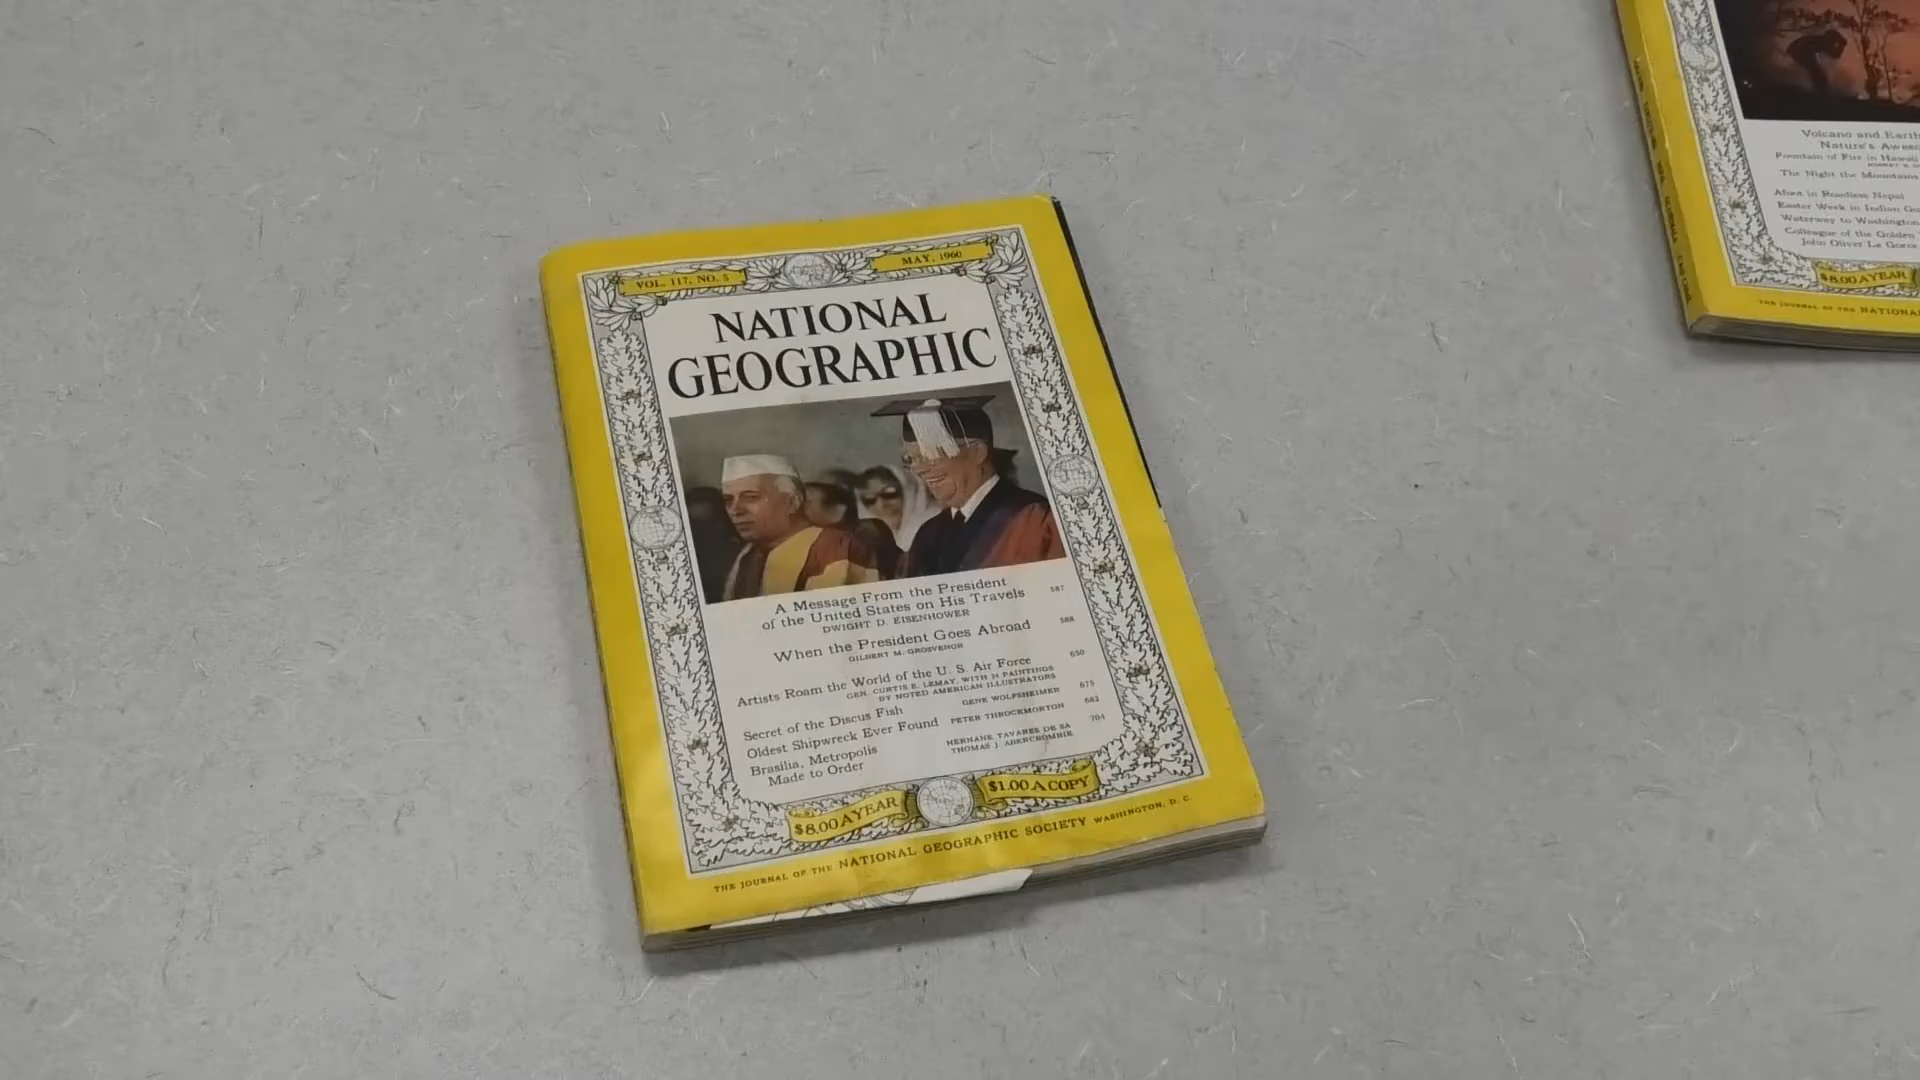 VOL. 117, NO. 5
MAY, 1960
NATIONAL
GEOGRAPHIC
A Message From the President
of the United States on His Travels 587
DWIGHT D. EISENHOWER
When the President Goes Abroad 588
GILBERT M. GROSVENOR
Artists Roam the World of the U. S. Air Force 650
GEN. CURTIS E. LEMAY, WITH 14 PAINTINGS
BY NOTED AMERICAN ILLUSTRATORS
Secret of the Discus Fish GENE WOLFSHEIMER 675
Oldest Shipwreck Ever Found PETER THROCKMORTON 682
Brasília, Metropolis HERNANE TAVARES DE SÁ 704
Made to Order THOMAS J. ABERCROMBIE
$8.00 A YEAR
$1.00 A COPY
THE JOURNAL OF THE NATIONAL GEOGRAPHIC SOCIETY WASHINGTON, D. C.
Volcano and Earth
Nature's
Fountain of Fire in Hawaii
The Night the Mountains
Afoot in Roadless Nepal
Easter Week in Indian
Waterway to Washington
Colleague of the Golden
John Oliver La Gorce
$8.00 A YEAR
THE JOURNAL OF THE